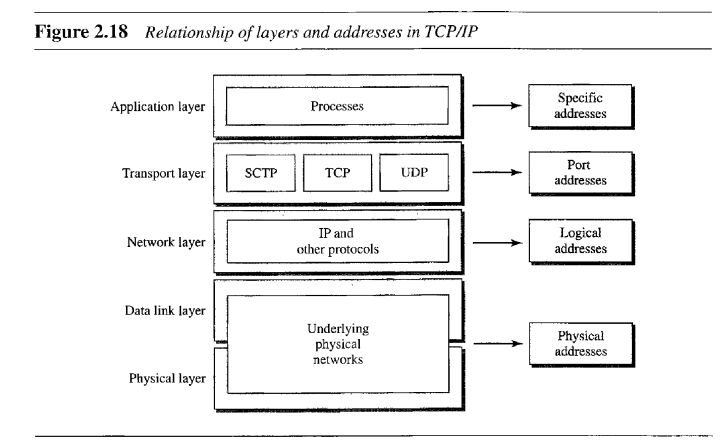 Figure 2.18 Relationship of layers and addresses in TCP/IP
Application layer
Processes
Specific
addresses
Transport layer
SCTP
TCP
UDP
Port
addresses
Network layer
IP and
other protocols
Logical
addresses
Data link layer
Underlying
physical
networks
Physical
addresses
Physical layer